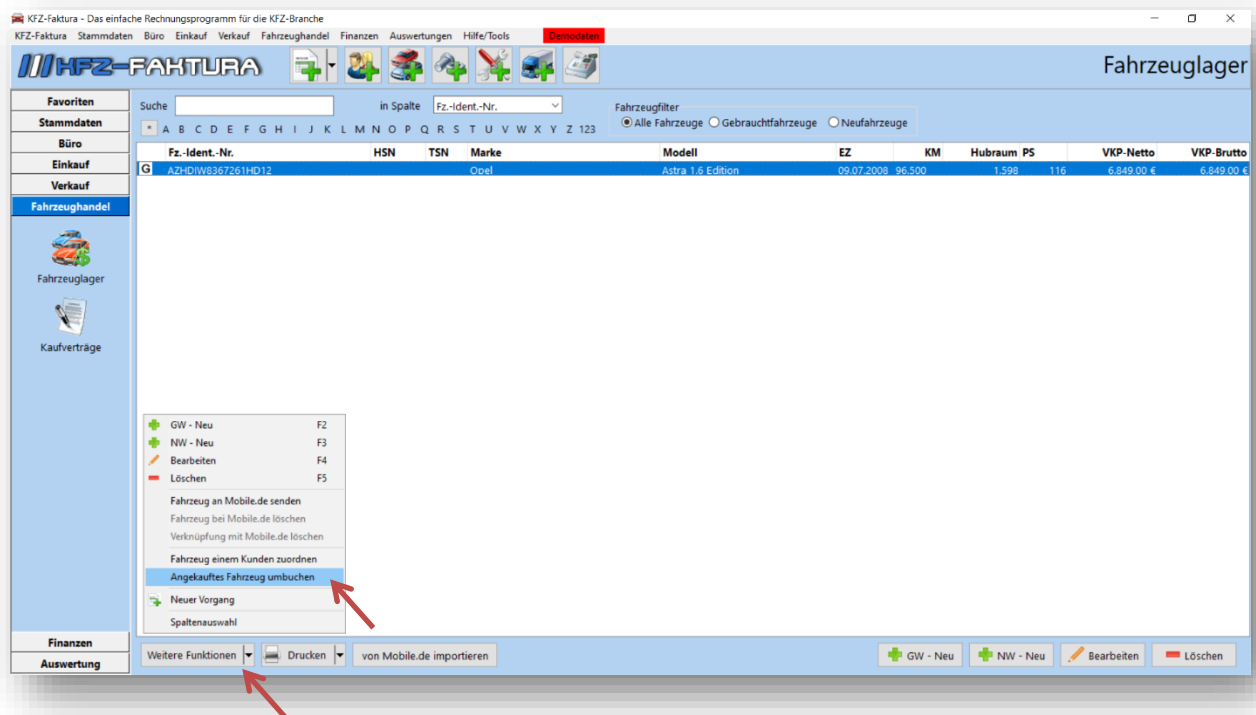 KFZ-Faktura - Das einfache Rechnungsprogramm für die KFZ-Branche
KFZ-Faktura Stammdaten Büro Einkauf Verkauf Fahrzeughandel Finanzen Auswertungen Hilfe/Tools Demodaten
KFZ-FAKTURA
Fahrzeuglager
Favoriten
Stammdaten
Büro
Einkauf
Verkauf
Fahrzeughandel
Fahrzeuglager
Kaufverträge
Finanzen
Auswertung
Suche in Spalte Fz.-Ident.-Nr.
* A B C D E F G H I J K L M N O P Q R S T U V W X Y Z 123
Fahrzeugfilter
Alle Fahrzeuge Gebrauchtfahrzeuge Neufahrzeuge
Fz.-Ident.-Nr. HSN TSN Marke Modell EZ KM Hubraum PS VKP-Netto VKP-Brutto
G AZHDIW8367261HD12 Opel Astra 1.6 Edition 09.07.2008 96.500 1.598 116 6.849,00 € 6.849,00 €
GW - Neu F2
NW - Neu F3
Bearbeiten F4
Löschen F5
Fahrzeug an Mobile.de senden
Fahrzeug bei Mobile.de löschen
Verknüpfung mit Mobile.de löschen
Fahrzeug einem Kunden zuordnen
Angekauftes Fahrzeug umbuchen
Neuer Vorgang
Spaltenauswahl
Weitere Funktionen Drucken von Mobile.de importieren GW - Neu NW - Neu Bearbeiten Löschen